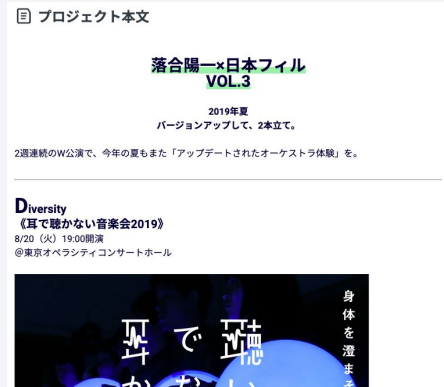 プロジェクト本文
落合陽一×日本フィル
VOL.3
2019年夏
バージョンアップして、2本立て。
2週連続のW公演で、今年の夏もまた「アップデートされたオーケストラ体験」を。
Diversity
《耳で聴かない音楽会2019》
8/20（火）19:00開演
@東京オペラシティコンサートホール
身体を澄ませ
耳で聴
かない